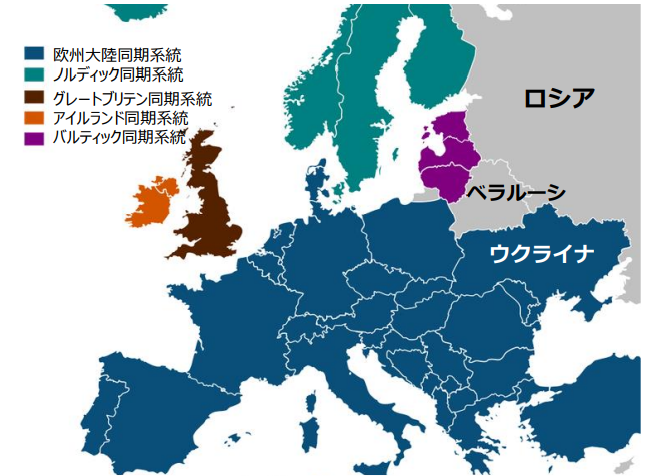 欧州大陸同期系統
ノルディック同期系統
グレートブリテン同期系統
アイルランド同期系統
バルティック同期系統
ロシア
ベラルーシ
ウクライナ